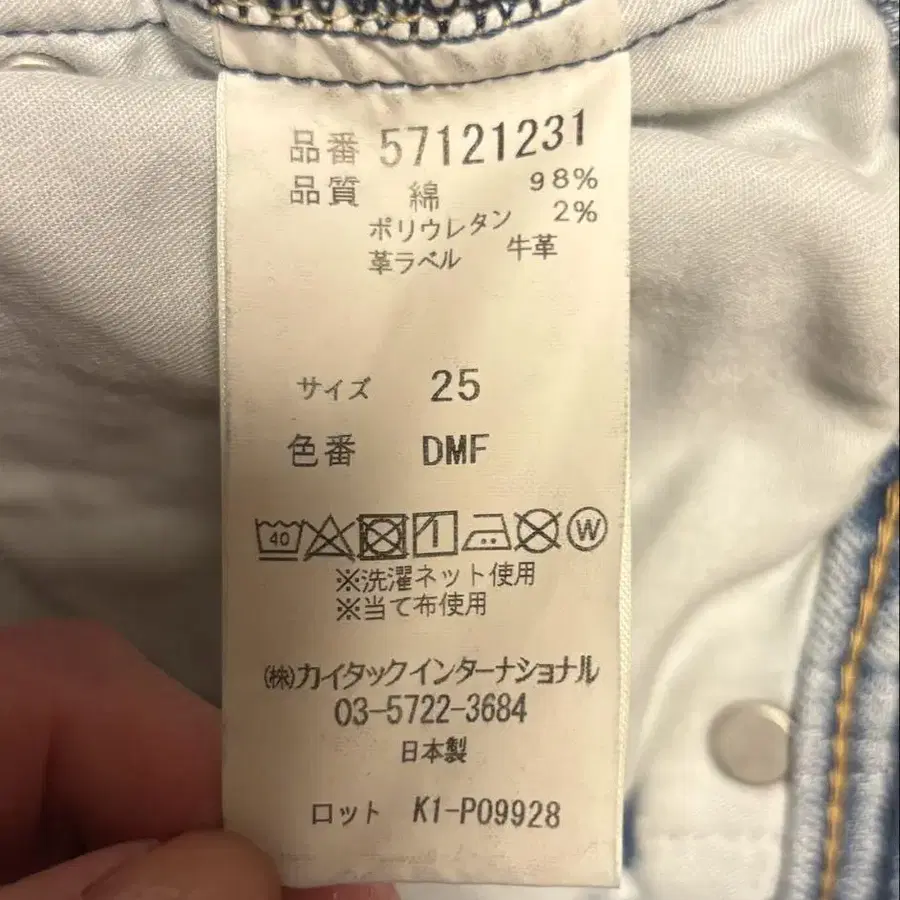 品番 57121231
品質 綿 98%
ポリウレタン 2%
革ラベル 牛革
サイズ 25
色番 DMF
40 W
※洗濯ネット使用
※当て布使用
㈱カイタックインターナショナル
03-5722-3684
日本製
ロット K1-P09928